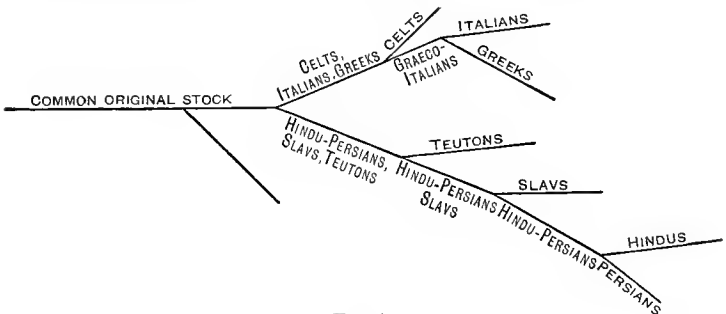 COMMON ORIGINAL STOCK
CELTS,
ITALIANS, GREEKS
CELTS
GRAECO-
ITALIANS
ITALIANS
GREEKS
HINDU-PERSIANS,
SLAVS, TEUTONS
TEUTONS
HINDU-PERSIANS
SLAVS
SLAVS
HINDU-PERSIANS
HINDUS
PERSIANS